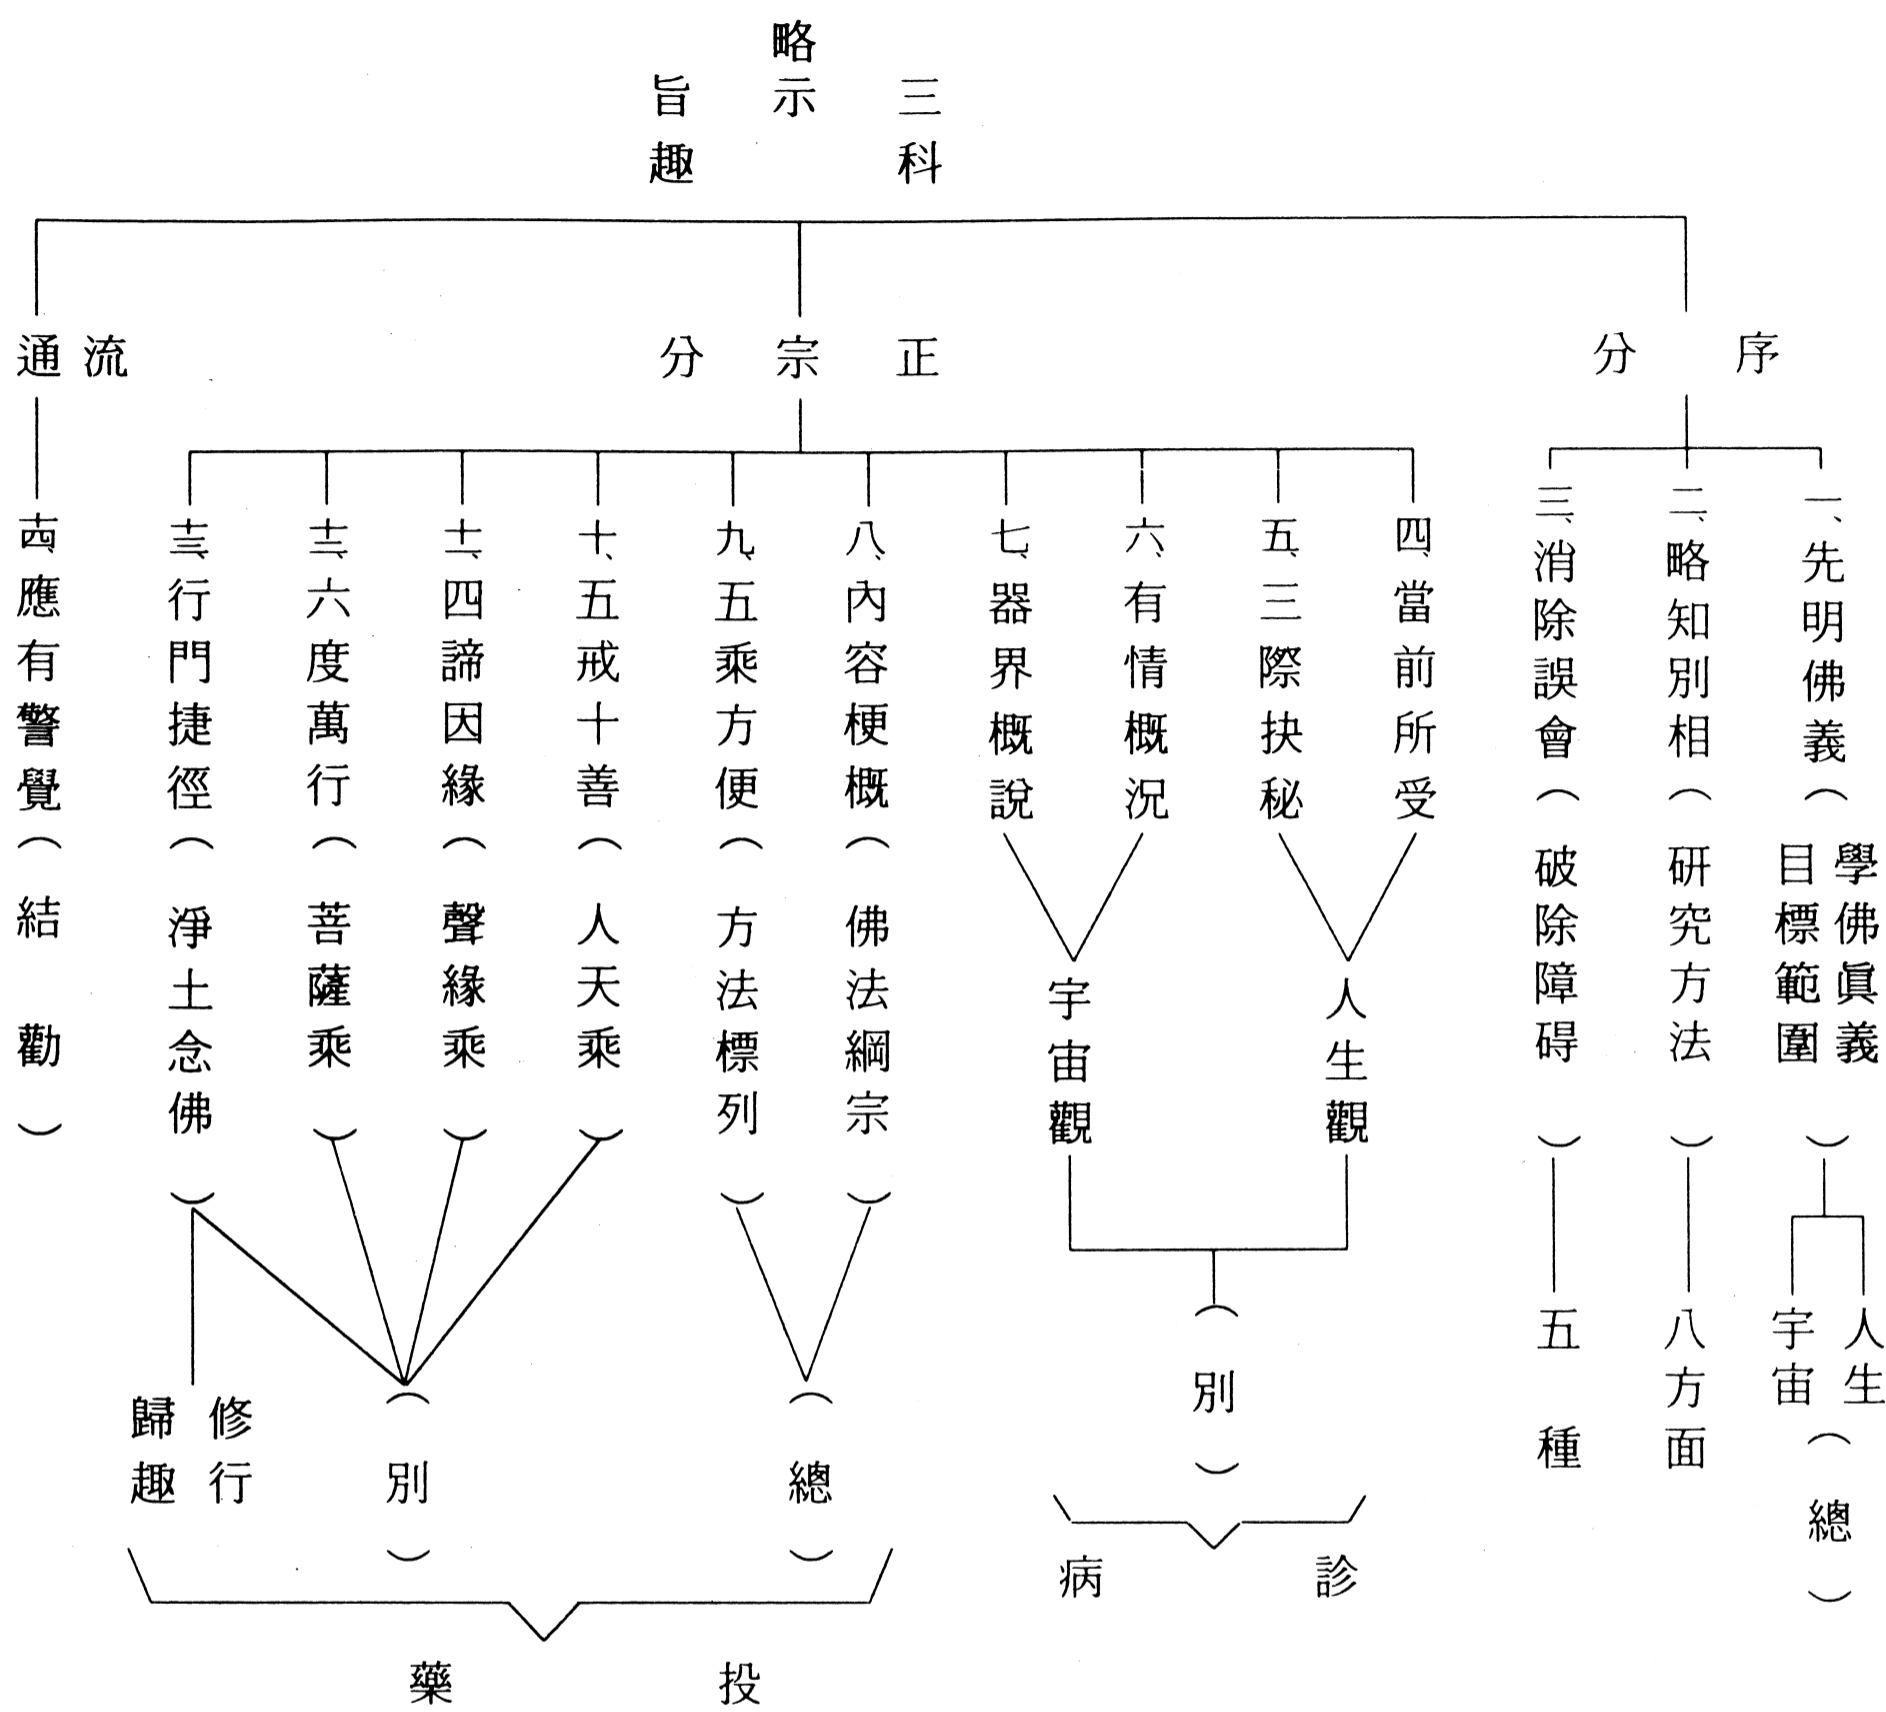 略示
三科
旨趣
序分
正宗分
流通
一、先明佛義（學佛眞義目標範圍）
人生
宇宙
（總）
二、略知別相（研究方法）
八方面
三、消除誤會（破除障碍）
五種
四、當前所受
五、三際抉秘
人生觀
六、有情概況
七、器界概說
宇宙觀
（別）
診病
八、內容梗概（佛法綱宗）
九、五乘方便（方法標列）
（總）
十、五戒十善（人天乘）
十一、四諦因緣（聲緣乘）
十二、六度萬行（菩薩乘）
十三、行門捷徑（淨土念佛）
（別）
修行
歸趣
投藥
十四、應有警覺（結勸）